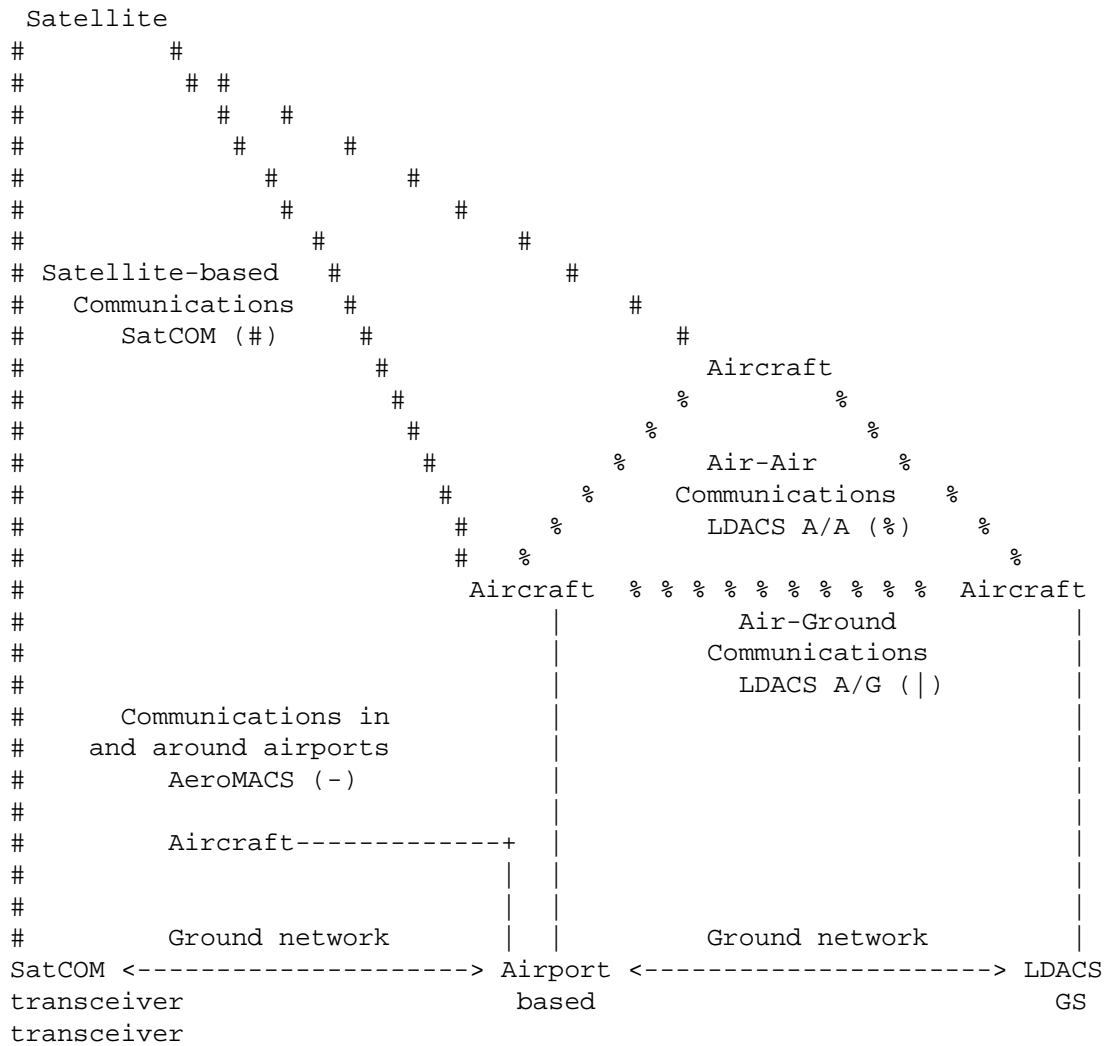 Satellite
#         #
#          # #
#            #   #
#             #      #
#               #        #
#                #          #
#                  #            #
# Satellite-based   #              #
#   Communications   #                 #
#      SatCOM (#)     #                   #
#                      #                    Aircraft
#                       #                 %         %
#                        #              %             %
#                         #           %     Air-Air     %
#                          #        %     Communications   %
#                           #     %         LDACS A/A (%)    %
#                           #   %                              %
#                            Aircraft  % % % % % % % % % %  Aircraft
#                                 |           Air-Ground           |
#                                 |         Communications         |
#                                 |           LDACS A/G (|)        |
#      Communications in          |                                |
#    and around airports          |                                |
#         AeroMACS (-)            |                                |
#                                 |                                |
#         Aircraft-------------+  |                                |
#                              |  |                                |
#                              |  |                                |
#         Ground network       |  |         Ground network         |
SatCOM <---------------------> Airport <----------------------> LDACS
transceiver                     based                             GS
transceiver